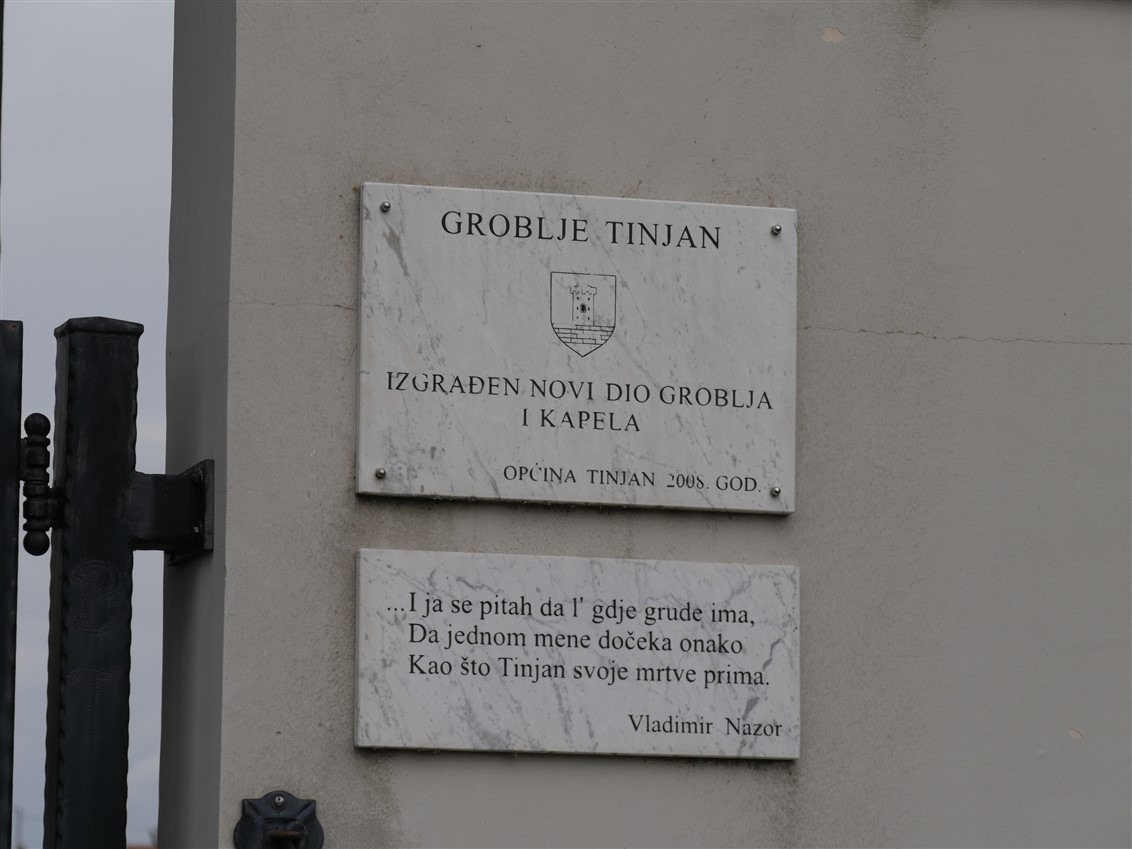 GROBLJE TINJAN
IZGRAĐEN NOVI DIO GROBLJA
I KAPELA
OPĆINA TINJAN 2008. GOD.
...I ja se pitah da l' gdje grude ima,
Da jednom mene dočeka onako
Kao što Tinjan svoje mrtve prima.
Vladimir Nazor